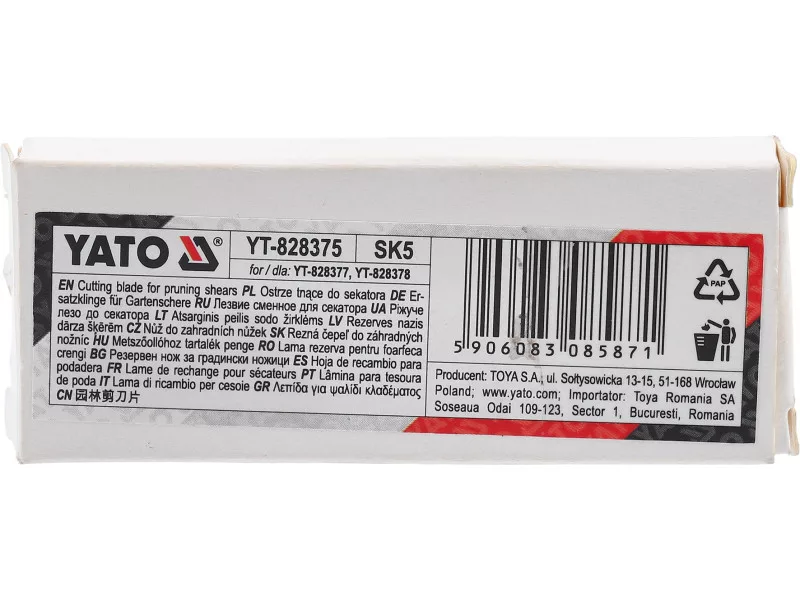 YATO ®
YT-828375
SK5
for / dla: YT-828377, YT-828378
EN Cutting blade for pruning shears PL Ostrze tnące do sekatora DE Er-
satzklinge für Gartenschere RU Лезвие сменное для секатора UA Ріжуче
лезо до секатора LT Atsarginis peilis sodo žirklėms LV Rezerves nazis
dārza šķērēm CZ Nůž do zahradních nůžek SK Rezná čepeľ do záhradných
nožníc HU Metszőollóhoz tartalék penge RO Lama rezerva pentru foarfeca
crengi BG Резервен нож за градински ножици ES Hoja de recambio para
podadera FR Lame de rechange pour sécateurs PT Lâmina para tesoura
de poda IT Lama di ricambio per cesoie GR Λεπίδα για ψαλίδι κλαδέματος
CN 园林剪刀片
5 906083 085871
PAP
Producent: TOYA S.A.; ul. Sołtysowicka 13-15, 51-168 Wrocław
Poland; www.yato.com; Importator: Toya Romania SA
Soseaua Odai 109-123, Sector 1, Bucuresti, Romania